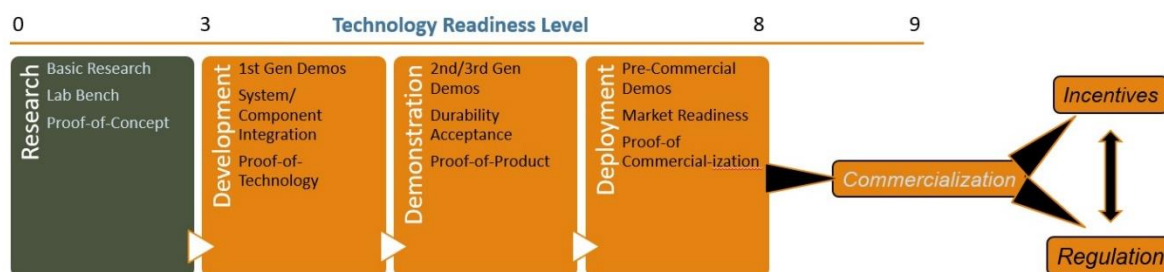 0 3 Technology Readiness Level 8 9
Research
Basic Research
Lab Bench
Proof-of-Concept
Development
1st Gen Demos
System/
Component
Integration
Proof-of-
Technology
Demonstration
2nd/3rd Gen
Demos
Durability
Acceptance
Proof-of-Product
Deployment
Pre-Commercial
Demos
Market Readiness
Proof-of
Commercial-ization
Commercialization
Incentives
Regulation